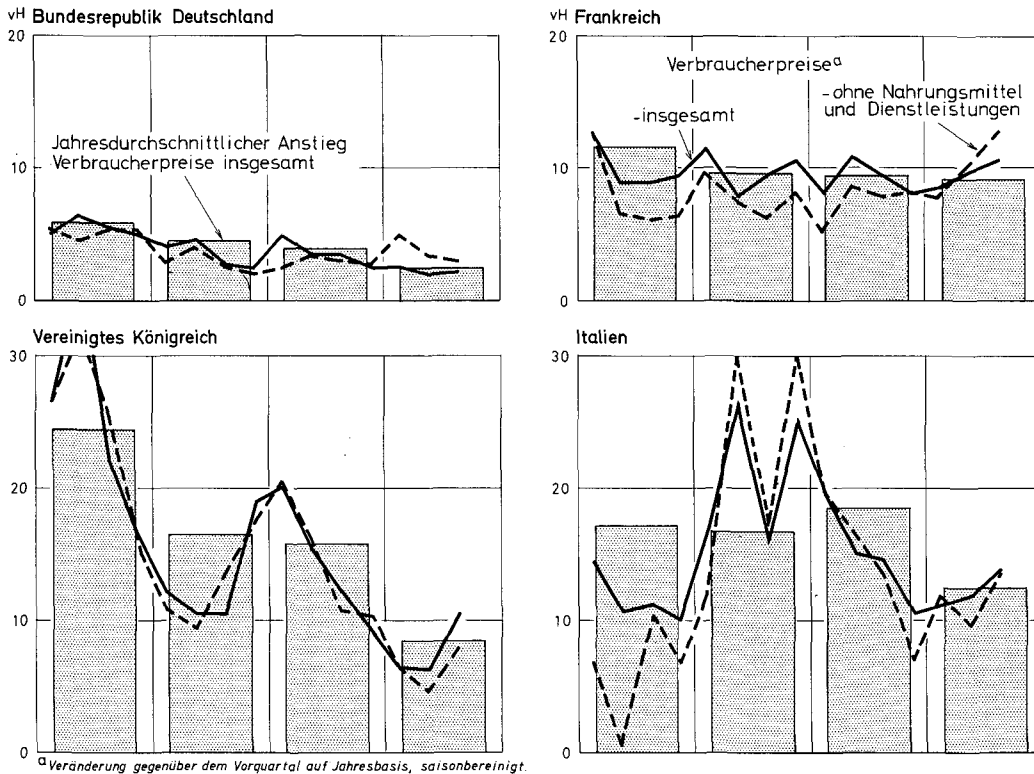 vH Bundesrepublik Deutschland
20
Jahresdurchschnittlicher Anstieg
Verbraucherpreise insgesamt
10
0
vH Frankreich
20
Verbraucherpreise a
-ohne Nahrungsmittel
und Dienstleistungen
-insgesamt
10
0
Vereinigtes Königreich
30
20
10
0
Italien
30
20
10
0
a Veränderung gegenüber dem Vorquartal auf Jahresbasis, saisonbereinigt.